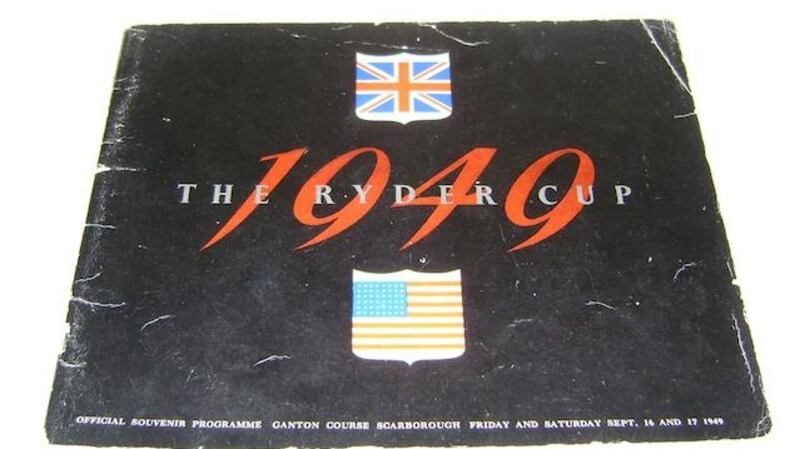 1949
THE RYDER CUP
OFFICIAL SOUVENIR PROGRAMME GANTON COURSE SCARBOROUGH FRIDAY AND SATURDAY SEPT. 16 AND 17 1949